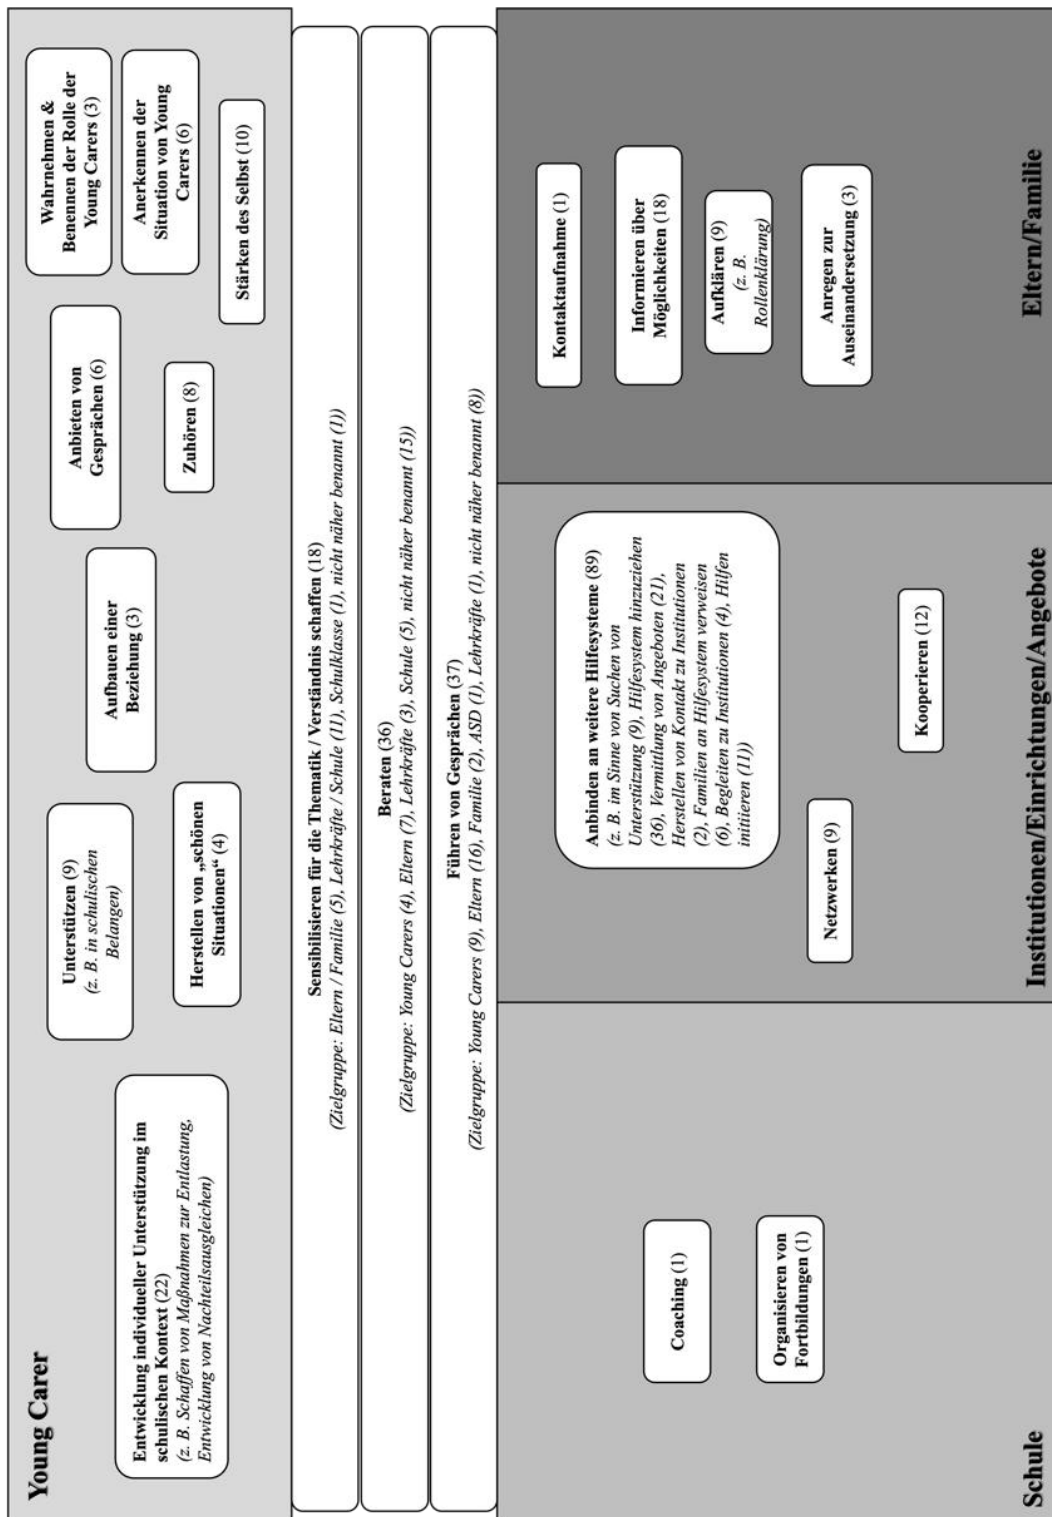 Young Carer
Entwicklung individueller Unterstützung im
schulischen Kontext (22)
(z. B. Schaffen von Maßnahmen zur Entlastung,
Entwicklung von Nachteilsausgleichen)
Unterstützen (9)
(z. B. in schulischen
Belangen)
Herstellen von „schönen
Situationen“ (4)
Aufbauen einer
Beziehung (3)
Anbieten von
Gesprächen (6)
Zuhören (8)
Wahrnehmen &
Benennen der Rolle der
Young Carers (3)
Anerkennen der
Situation von Young
Carers (6)
Stärken des Selbst (10)
Sensibilisieren für die Thematik / Verständnis schaffen (18)
(Zielgruppe: Eltern / Familie (5), Lehrkräfte / Schule (11), Schulklasse (1), nicht näher benannt (1))
Beraten (36)
(Zielgruppe: Young Carers (4), Eltern (7), Lehrkräfte (3), Schule (5), nicht näher benannt (15))
Führen von Gesprächen (37)
(Zielgruppe: Young Carers (9), Eltern (16), Familie (2), ASD (1), Lehrkräfte (1), nicht näher benannt (8))
Coaching (1)
Organisieren von
Fortbildungen (1)
Schule
Anbinden an weitere Hilfesysteme (89)
(z. B. im Sinne von Suchen von
Unterstützung (9), Hilfesystem hinzuziehen
(36), Vermittlung von Angeboten (21),
Herstellen von Kontakt zu Institutionen
(2), Familien an Hilfesystem verweisen
(6), Begleiten zu Institutionen (4), Hilfen
initiieren (11))
Netzwerken (9)
Kooperieren (12)
Institutionen/Einrichtungen/Angebote
Kontaktaufnahme (1)
Informieren über
Möglichkeiten (18)
Aufklären (9)
(z. B.
Rollenklärung)
Anregen zur
Auseinandersetzung (3)
Eltern/Familie